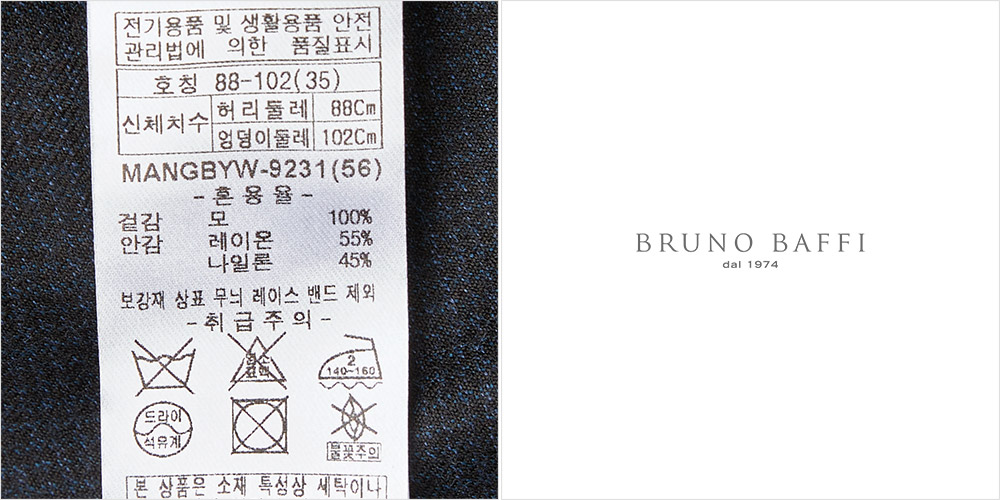 전기용품 및 생활용품 안전
관리법에 의한 품질표시
호칭 88-102(35)
신체치수 허리둘레 88Cm
엉덩이둘레 102Cm
MANGBYW-9231(56)
-혼용율-
겉감 모 100%
안감 레이온 55%
나일론 45%
보강재 상표 무늬 레이스 밴드 제외
-취급주의-
염소
표백
2
140~160
드라이
석유계
불꽃주의
본 상품은 소재 특성상 세탁이나
BRUNO BAFFI
dal 1974